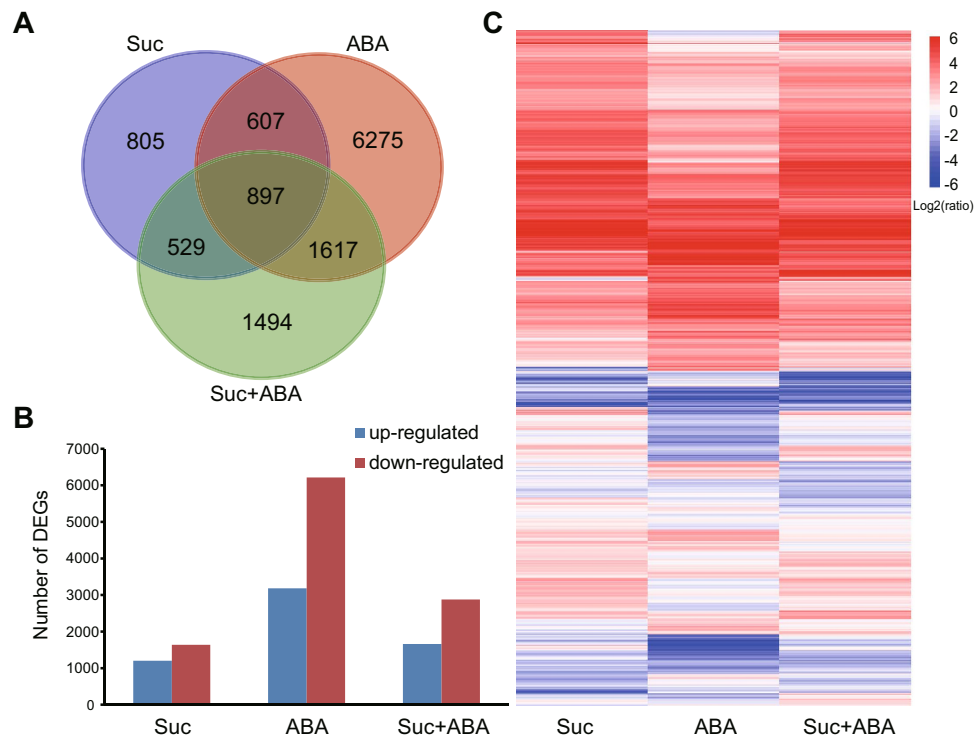 A
Suc
ABA
805
607
6275
897
529
1617
1494
Suc+ABA
B
up-regulated
down-regulated
Number of DEGs
7000
6000
5000
4000
3000
2000
1000
0
Suc
ABA
Suc+ABA
C
6
4
2
0
-2
-4
-6
Log2(ratio)
Suc
ABA
Suc+ABA